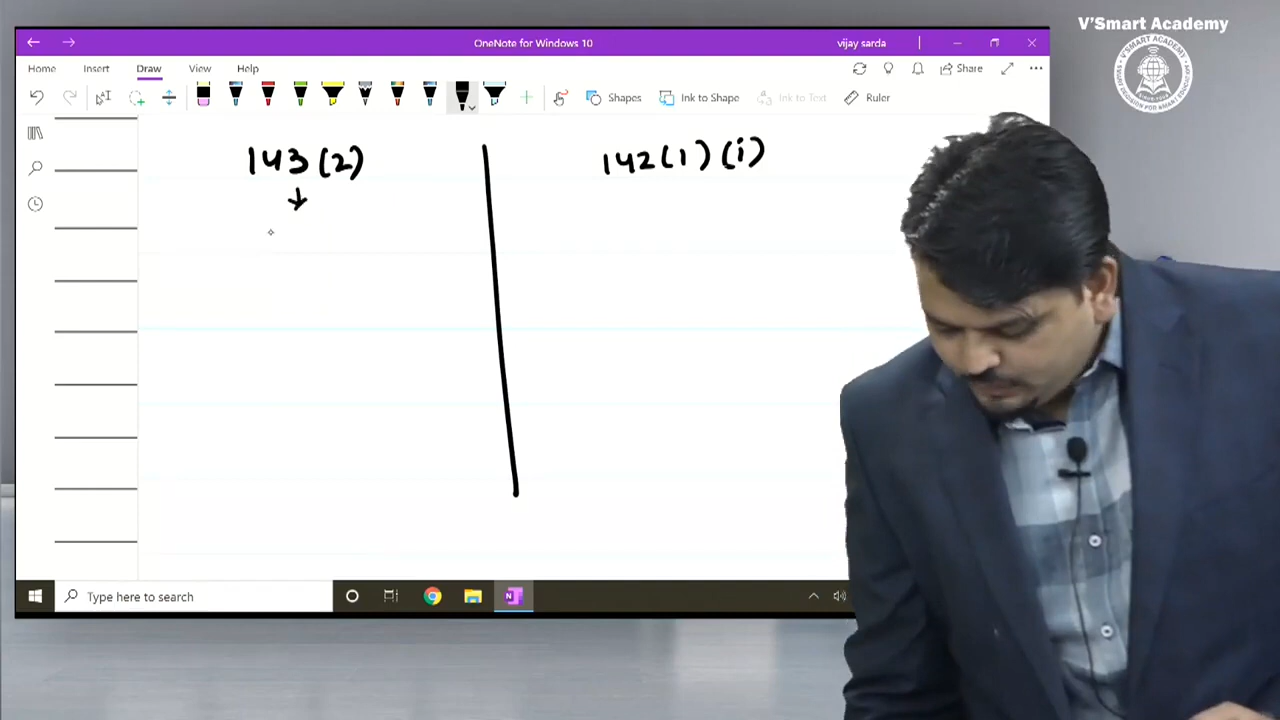 V'Smart Academy
OneNote for Windows 10
vijay sarda
Home Insert Draw View Help
Share
Shapes Ink to Shape Ink to Text Ruler
143(2)
142(1)(i)
Type here to search